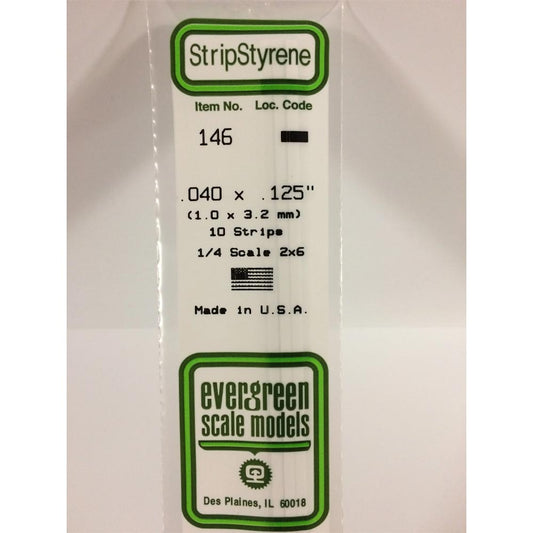 StripStyrene
Item No. Loc. Code
146
.040 x .125"
(1.0 x 3.2 mm)
10 Strips
1/4 Scale 2x6
Made in U.S.A.
evergreen
scale models
Des Plaines, IL 60018